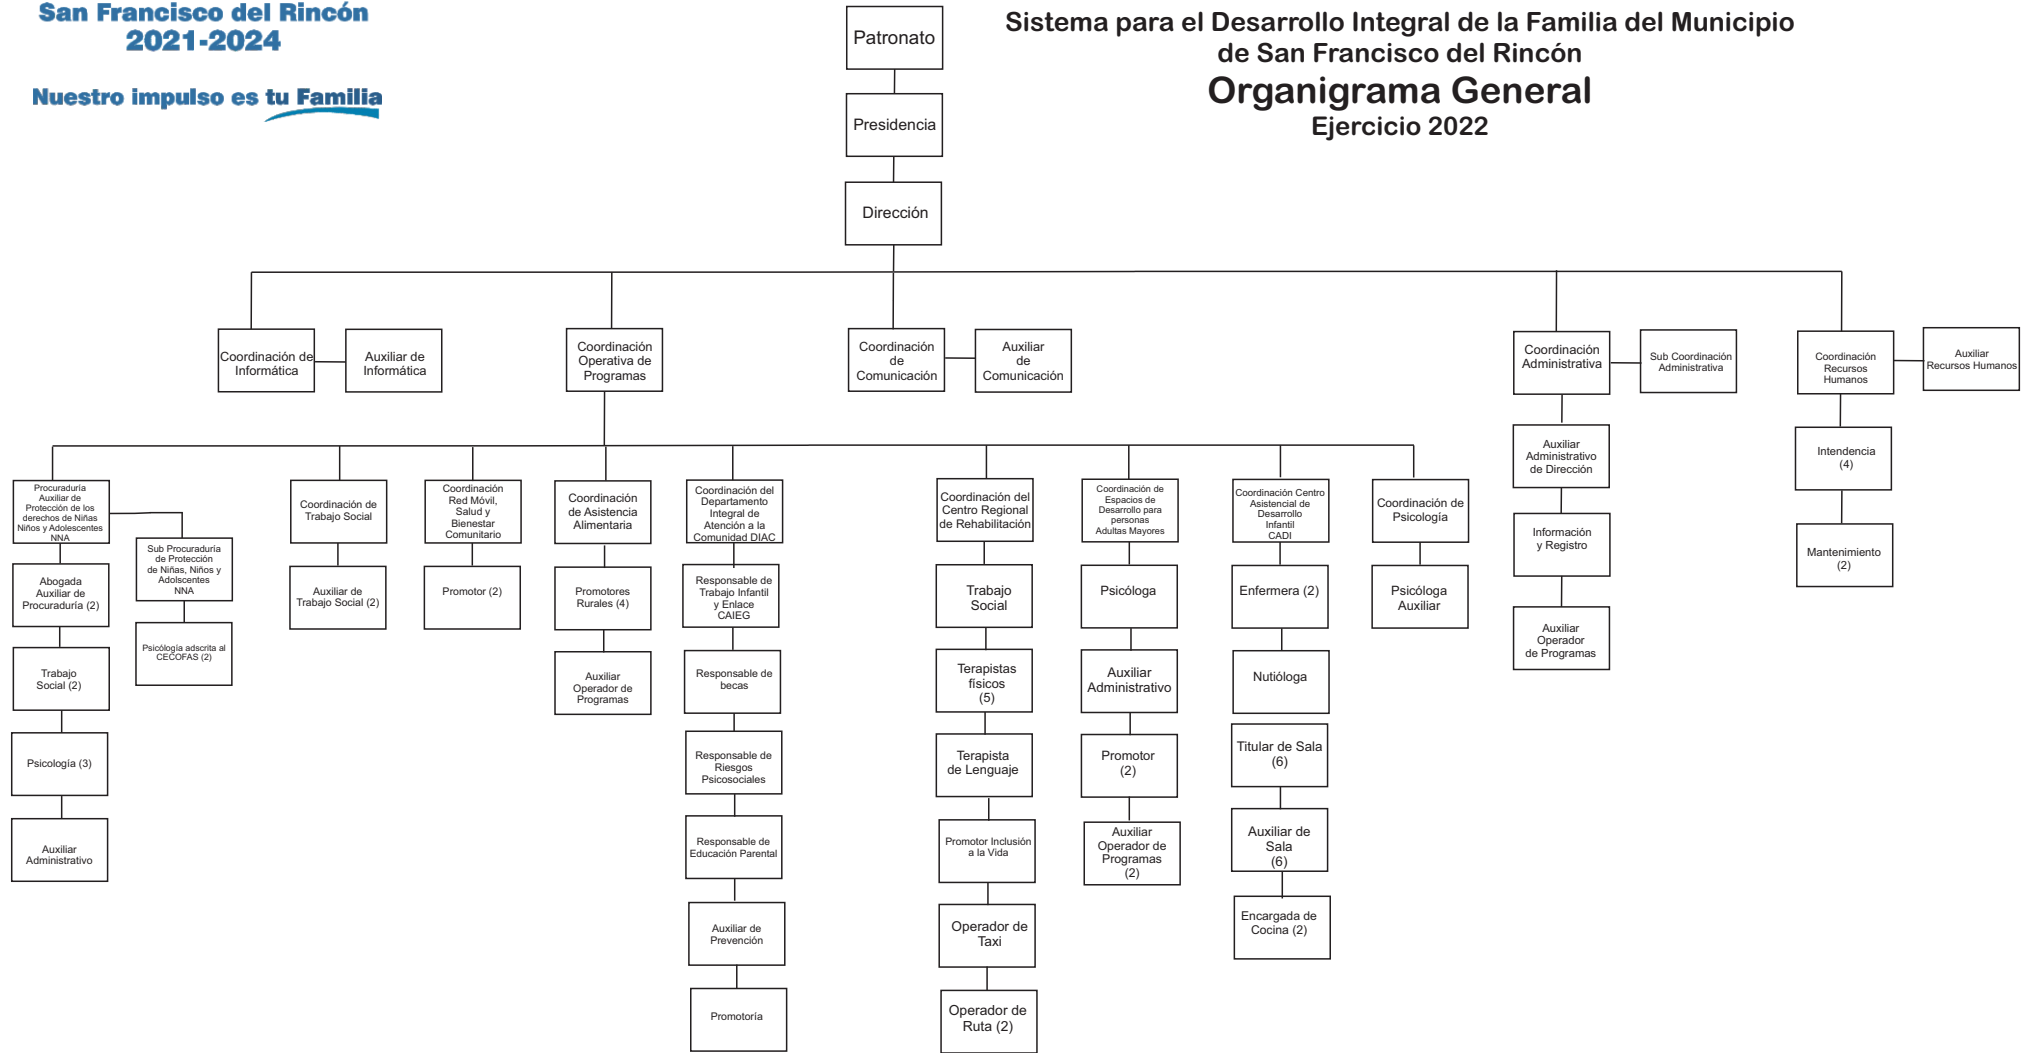 San Francisco del Rincón
2021-2024
Nuestro impulso es tu Familia
Sistema para el Desarrollo Integral de la Familia del Municipio
de San Francisco del Rincón
Organigrama General
Ejercicio 2022
Patronato
Presidencia
Dirección
Coordinación de
Informática
Auxiliar de
Informática
Coordinación
Operativa de
Programas
Coordinación
de
Comunicación
Auxiliar
de
Comunicación
Coordinación
Administrativa
Sub Coordinación
Administrativa
Coordinación
Recursos
Humanos
Auxiliar
Recursos Humanos
Auxiliar
Administrativo
de Dirección
Información
y Registro
Auxiliar
Operador
de Programas
Intendencia
(4)
Mantenimiento
(2)
Procuraduría
Auxiliar de
Protección de los
derechos de Niñas
Niños y Adolescentes
NNA
Sub Procuraduría
de Protección
de Niñas, Niños y
Adolscentes
NNA
Psicólogía adscrita al
CECOFAS (2)
Abogada
Auxiliar de
Procuraduría (2)
Trabajo
Social (2)
Psicología (3)
Auxiliar
Administrativo
Coordinación de
Trabajo Social
Auxiliar de
Trabajo Social (2)
Coordinación
Red Móvil,
Salud y
Bienestar
Comunitario
Promotor (2)
Coordinación
de Asistencia
Alimentaria
Promotores
Rurales (4)
Auxiliar
Operador de
Programas
Coordinación del
Departamento
Integral de
Atención a la
Comunidad DIAC
Responsable de
Trabajo Infantil
y Enlace
CAIEG
Responsable de
becas
Responsable de
Riesgos
Psicosociales
Responsable de
Educación Parental
Auxiliar de
Prevención
Promotoría
Coordinación del
Centro Regional
de Rehabilitación
Trabajo
Social
Terapistas
físicos
(5)
Terapista
de Lenguaje
Promotor Inclusión
a la Vida
Operador de
Taxi
Operador de
Ruta (2)
Coordinación de
Espacios de
Desarrollo para
personas
Adultas Mayores
Psicóloga
Auxiliar
Administrativo
Promotor
(2)
Auxiliar
Operador de
Programas
(2)
Coordinación Centro
Asistencial de
Desarrollo
Infantil
CADI
Enfermera (2)
Nutióloga
Titular de Sala
(6)
Auxiliar de
Sala
(6)
Encargada de
Cocina (2)
Coordinación de
Psicología
Psicóloga
Auxiliar